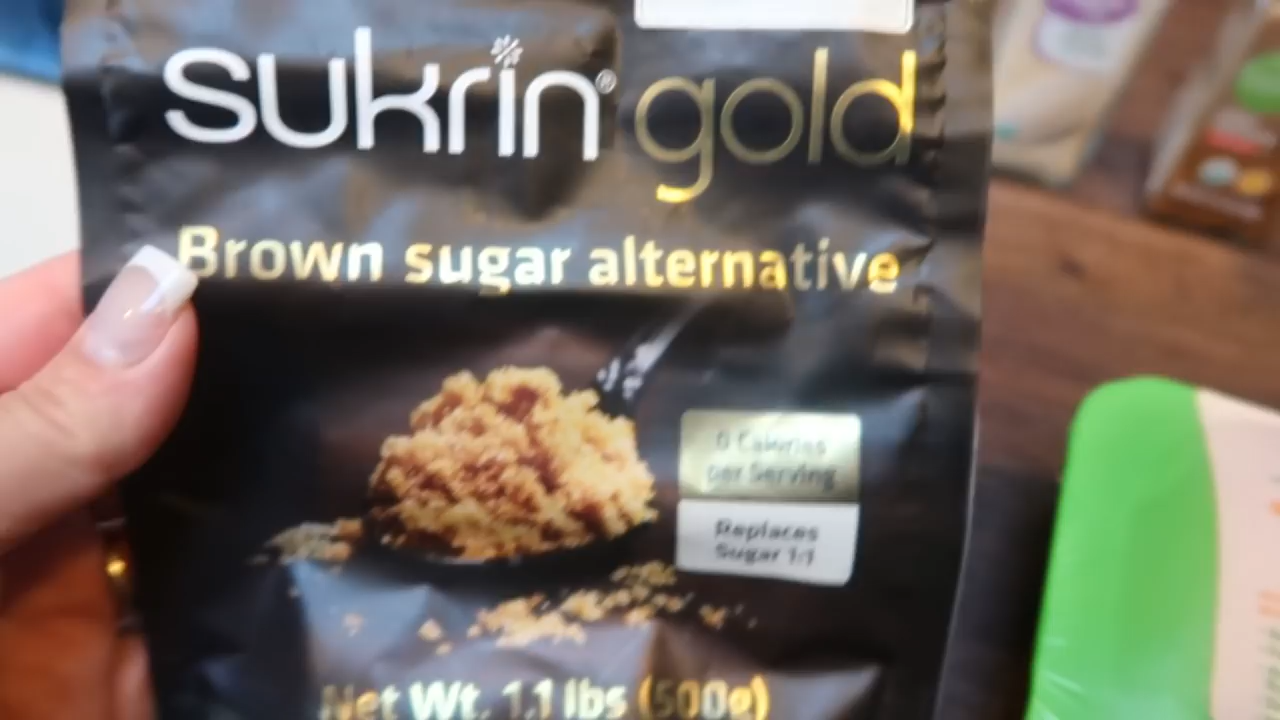 sukrin® gold
Brown sugar alternative
0 Calories
per Serving
Replaces
Sugar 1:1
Net Wt. 1.1 lbs (500g)